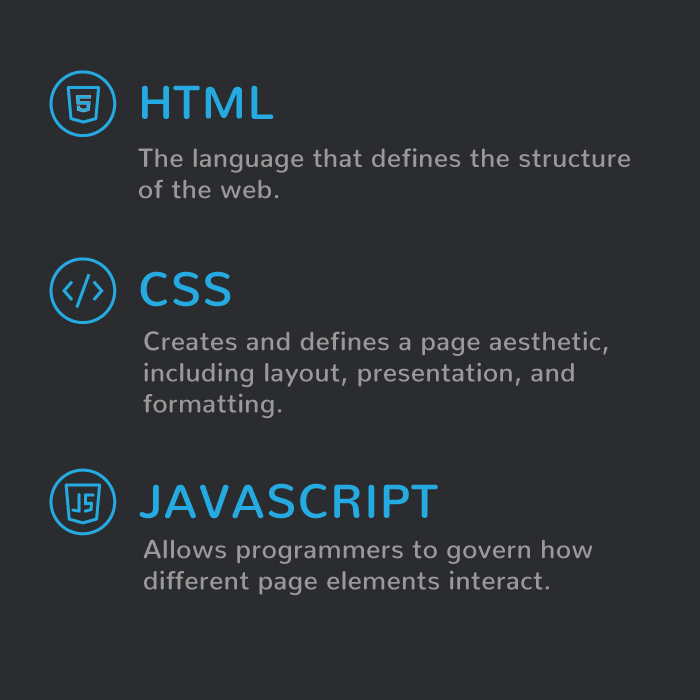 5
HTML
The language that defines the structure
of the web.
</>
CSS
Creates and defines a page aesthetic,
including layout, presentation, and
formatting.
JS
JAVASCRIPT
Allows programmers to govern how
different page elements interact.